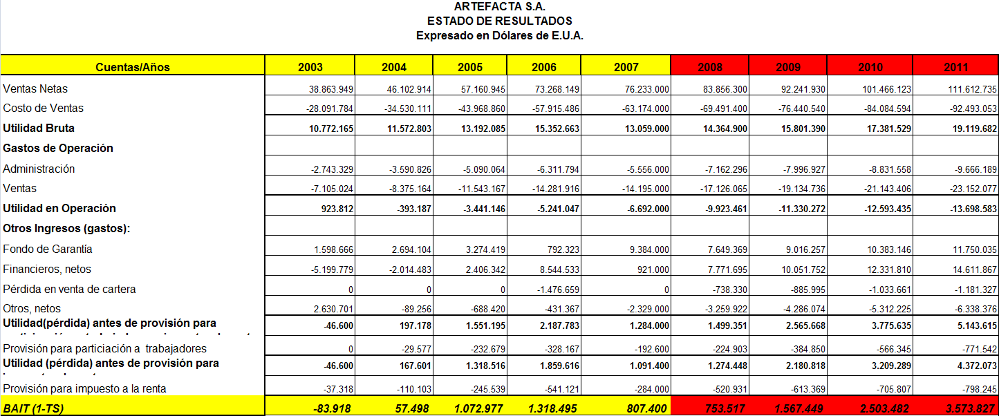 ARTEFACTA S.A.
ESTADO DE RESULTADOS
Expresado en Dólares de E.U.A.
Cuentas/Años 2003 2004 2005 2006 2007 2008 2009 2010 2011
Ventas Netas 38.863.949 46.102.914 57.160.945 73.268.149 76.233.000 83.856.300 92.241.930 101.466.123 111.612.735
Costo de Ventas -28.091.784 -34.530.111 -43.968.860 -57.915.486 -63.174.000 -69.491.400 -76.440.540 -84.084.594 -92.493.053
Utilidad Bruta 10.772.165 11.572.803 13.192.085 15.352.663 13.059.000 14.364.900 15.801.390 17.381.529 19.119.682
Gastos de Operación
Administración -2.743.329 -3.590.826 -5.090.064 -6.311.794 -5.556.000 -7.162.296 -7.996.927 -8.831.558 -9.666.189
Ventas -7.105.024 -8.375.164 -11.543.167 -14.281.916 -14.195.000 -17.126.065 -19.134.736 -21.143.406 -23.152.077
Utilidad en Operación 923.812 -393.187 -3.441.146 -5.241.047 -6.692.000 -9.923.461 -11.330.272 -12.593.435 -13.698.583
Otros Ingresos (gastos):
Fondo de Garantía 1.598.666 2.694.104 3.274.419 792.323 9.384.000 7.649.369 9.016.257 10.383.146 11.750.035
Financieros, netos -5.199.779 -2.014.483 2.406.342 8.544.533 921.000 7.771.695 10.051.752 12.331.810 14.611.867
Pérdida en venta de cartera 0 0 0 -1.476.659 0 -738.330 -885.995 -1.033.661 -1.181.327
Otros, netos 2.630.701 -89.256 -688.420 -431.367 -2.329.000 -3.259.922 -4.286.074 -5.312.225 -6.338.376
Utilidad(pérdida) antes de provisión para -46.600 197.178 1.551.195 2.187.783 1.284.000 1.499.351 2.565.668 3.775.635 5.143.615
Provisión para particiación a trabajadores 0 -29.577 -232.679 -328.167 -192.600 -224.903 -384.850 -566.345 -771.542
Utilidad (pérdida) antes de provisión para -46.600 167.601 1.318.516 1.859.616 1.091.400 1.274.448 2.180.818 3.209.289 4.372.073
Provisión para impuesto a la renta -37.318 -110.103 -245.539 -541.121 -284.000 -520.931 -613.369 -705.807 -798.245
BAIT (1-TS) -83.918 57.498 1.072.977 1.318.495 807.400 753.517 1.567.449 2.503.482 3.573.827